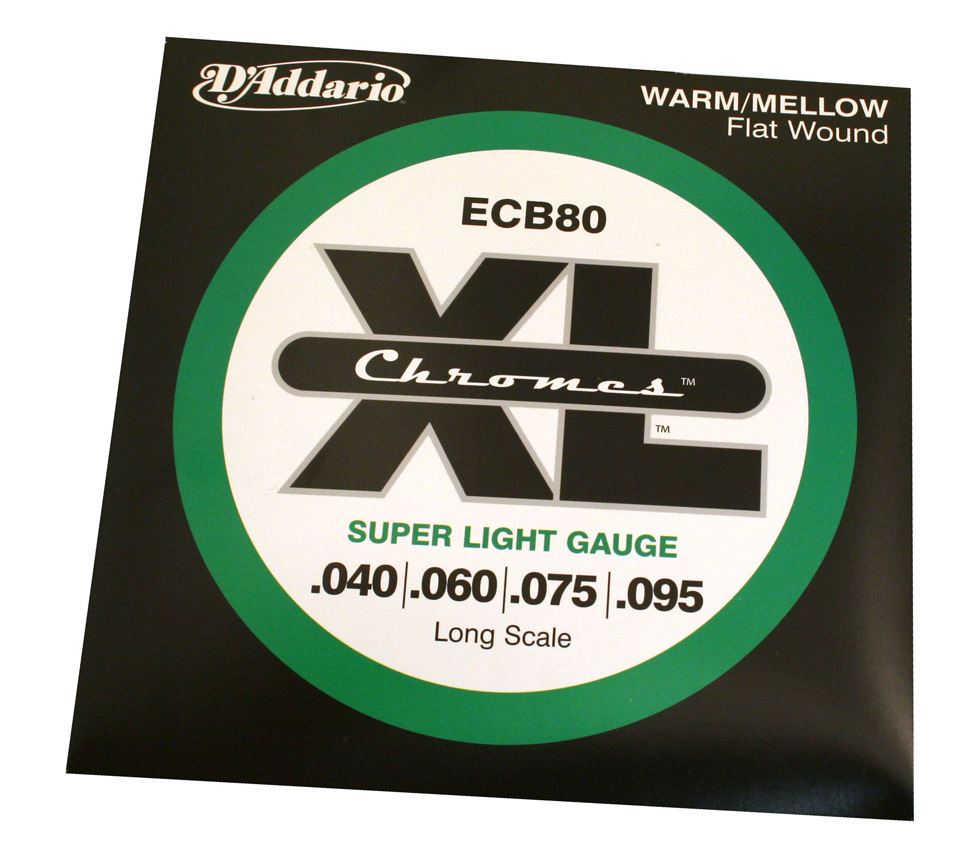 D'Addario
WARM/MELLOW
Flat Wound
ECB80
XL
Chromes™
™
SUPER LIGHT GAUGE
.040|.060|.075|.095
Long Scale